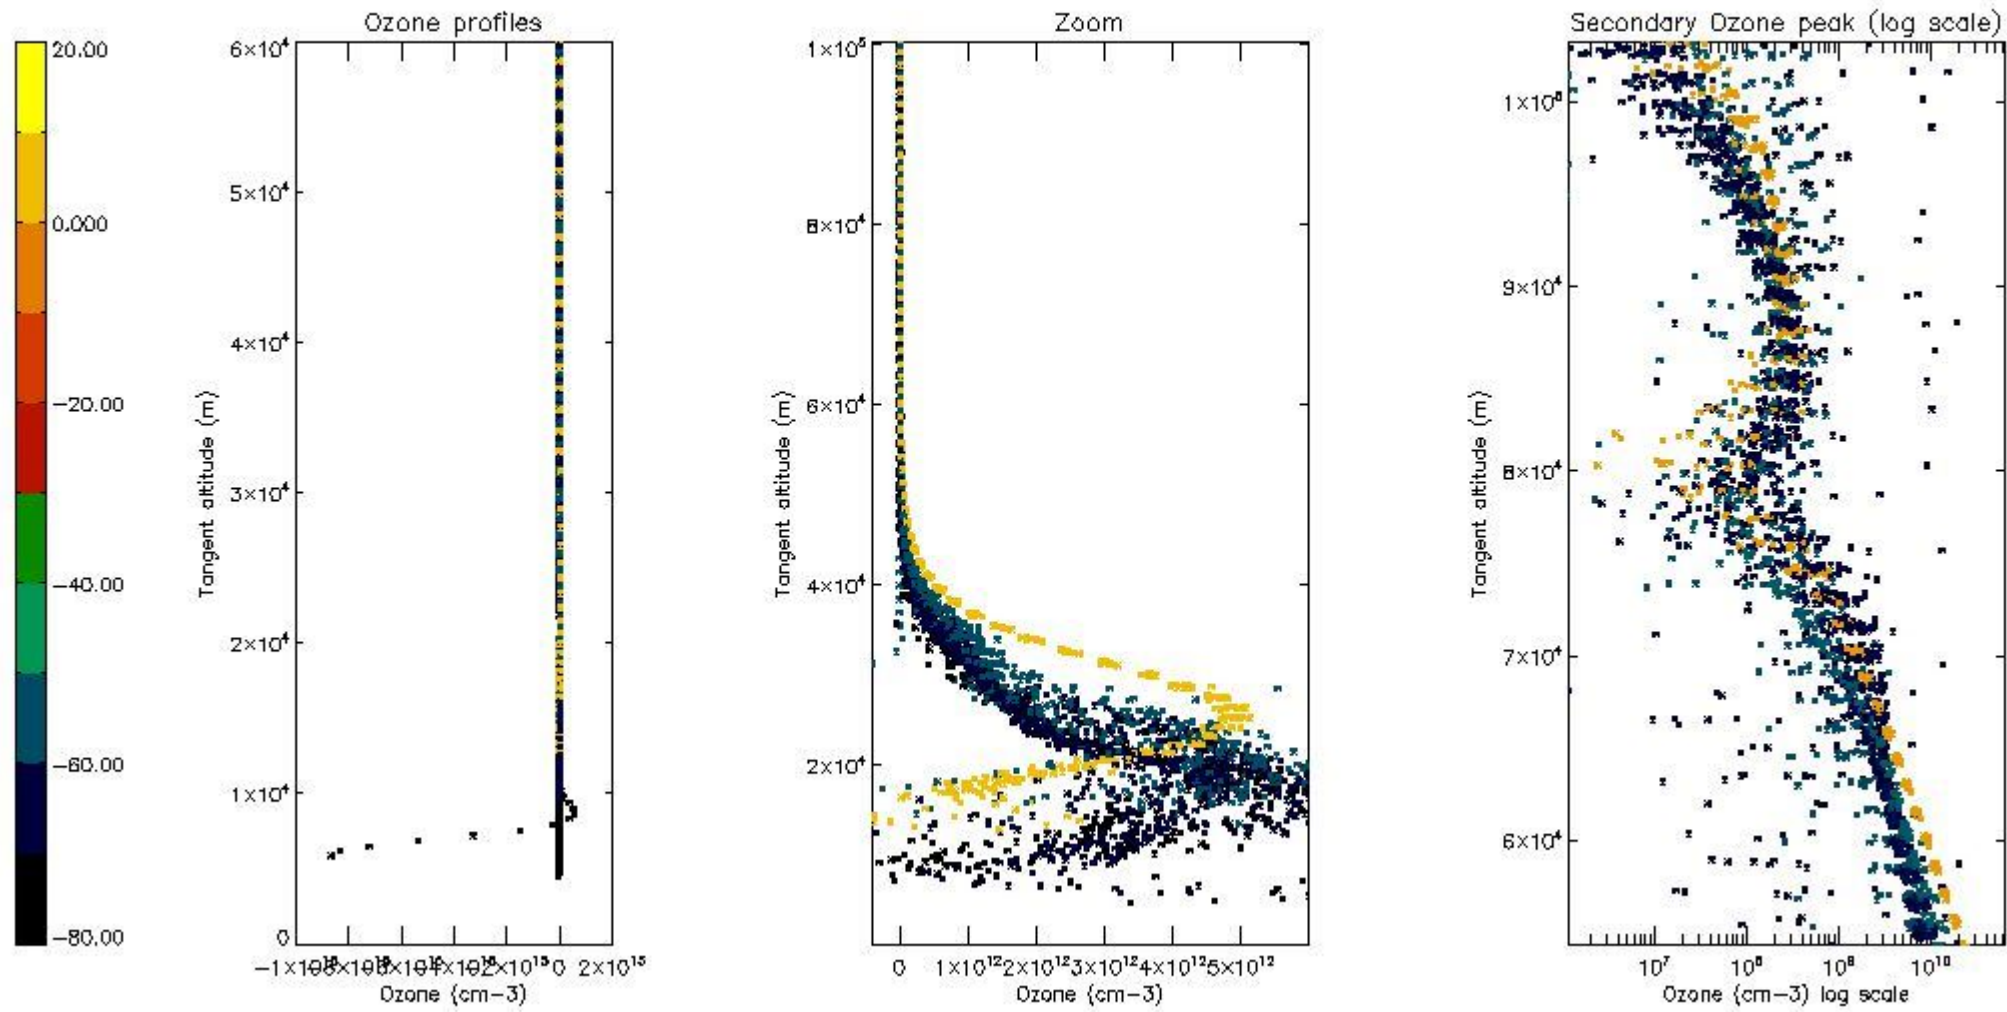 Ozone profiles
Zoom
Secondary Ozone peak (log scale)
20.00
0.000
−20.00
−40.00
−60.00
−80.00
6×10⁴
5×10⁴
4×10⁴
3×10⁴
2×10⁴
1×10⁴
0
Tangent altitude (m)
0 2×10¹⁵
Ozone (cm−3)
1×10⁵
8×10⁴
6×10⁴
4×10⁴
2×10⁴
Tangent altitude (m)
0 1×10¹² 2×10¹² 3×10¹² 4×10¹² 5×10¹²
Ozone (cm−3)
1×10⁵
9×10⁴
8×10⁴
7×10⁴
6×10⁴
Tangent altitude (m)
10⁷ 10⁸ 10⁹ 10¹⁰
Ozone (cm−3) log scale